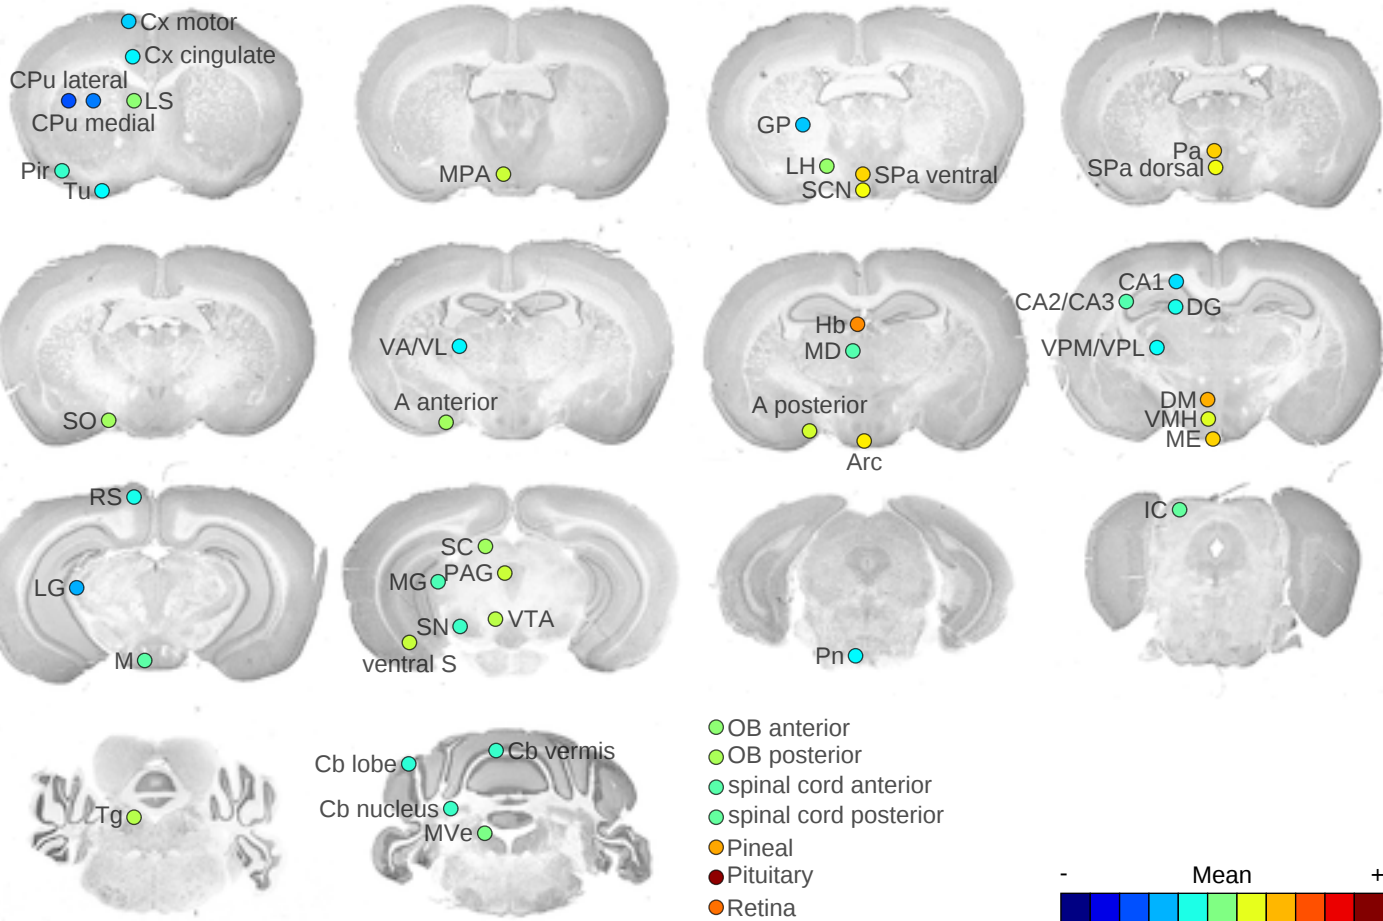 Cx motor
Cx cingulate
CPu lateral
LS
CPu medial
Pir
Tu
MPA
GP
LH
SPa ventral
SCN
Pa
SPa dorsal
SO
VA/VL
A anterior
Hb
MD
A posterior
Arc
CA1
CA2/CA3
DG
VPM/VPL
DM
VMH
ME
RS
LG
M
SC
MG
PAG
SN
VTA
ventral S
Pn
IC
Tg
Cb lobe
Cb vermis
Cb nucleus
MVe
OB anterior
OB posterior
spinal cord anterior
spinal cord posterior
Pineal
Pituitary
Retina
- Mean +